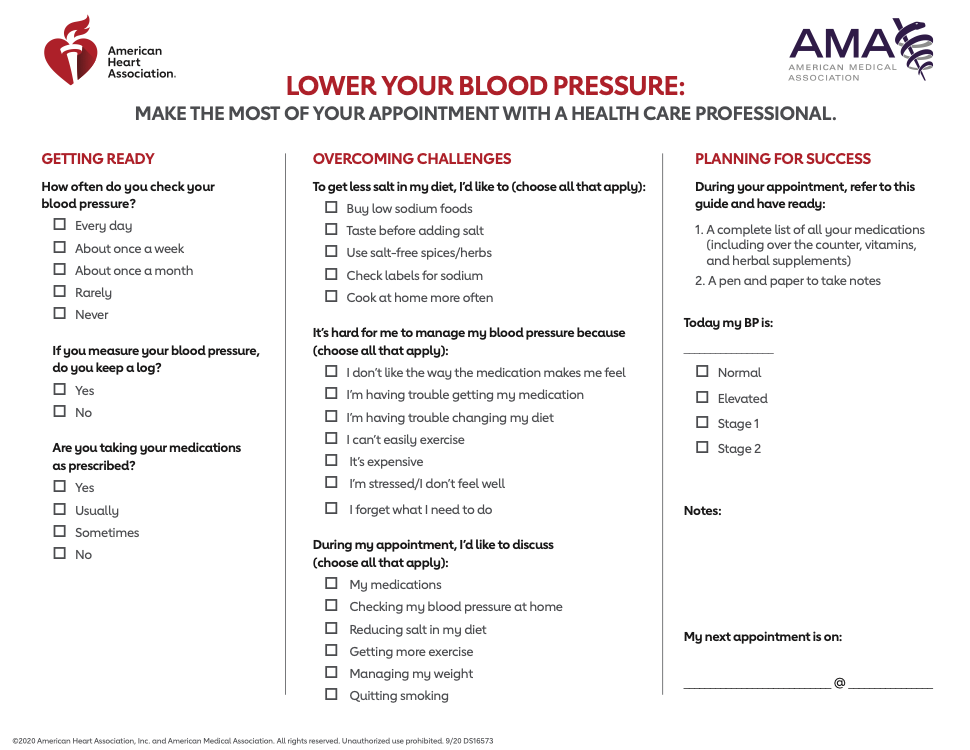 American
Heart
Association.
AMA
AMERICAN MEDICAL
ASSOCIATION
LOWER YOUR BLOOD PRESSURE:
MAKE THE MOST OF YOUR APPOINTMENT WITH A HEALTH CARE PROFESSIONAL.
GETTING READY
How often do you check your
blood pressure?
Every day
About once a week
About once a month
Rarely
Never
If you measure your blood pressure,
do you keep a log?
Yes
No
Are you taking your medications
as prescribed?
Yes
Usually
Sometimes
No
OVERCOMING CHALLENGES
To get less salt in my diet, I'd like to (choose all that apply):
Buy low sodium foods
Taste before adding salt
Use salt-free spices/herbs
Check labels for sodium
Cook at home more often
It's hard for me to manage my blood pressure because
(choose all that apply):
I don't like the way the medication makes me feel
I'm having trouble getting my medication
I'm having trouble changing my diet
I can't easily exercise
It's expensive
I'm stressed/I don't feel well
I forget what I need to do
During my appointment, I'd like to discuss
(choose all that apply):
My medications
Checking my blood pressure at home
Reducing salt in my diet
Getting more exercise
Managing my weight
Quitting smoking
PLANNING FOR SUCCESS
During your appointment, refer to this
guide and have ready:
1. A complete list of all your medications
(including over the counter, vitamins,
and herbal supplements)
2. A pen and paper to take notes
Today my BP is:
_______________
Normal
Elevated
Stage 1
Stage 2
Notes:
My next appointment is on:
_________________________ @ ______________
©2020 American Heart Association, Inc. and American Medical Association. All rights reserved. Unauthorized use prohibited. 9/20 DS16573